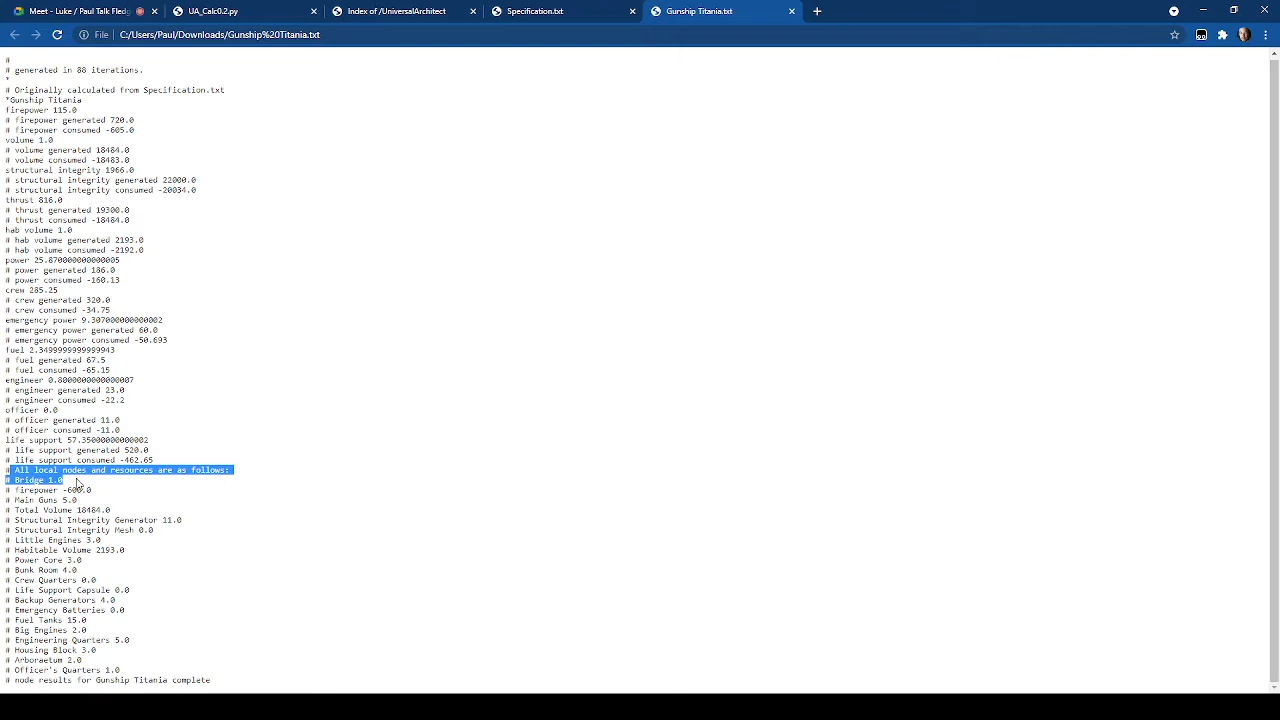 Meet - Luke / Paul Talk Fledg
UA_Calc0.2.py
Index of /UniversalArchitect
Specification.txt
Gunship Titania.txt
File
C:/Users/Paul/Downloads/Gunship%20Titania.txt
#
# generated in 88 iterations.
*
# Originally calculated from Specification.txt
*Gunship Titania
firepower 115.0
# firepower generated 720.0
# firepower consumed -605.0
volume 1.0
# volume generated 18484.0
# volume consumed -18483.0
structural integrity 1966.0
# structural integrity generated 22000.0
# structural integrity consumed -20034.0
thrust 816.0
# thrust generated 19300.0
# thrust consumed -18484.0
hab volume 1.0
# hab volume generated 2193.0
# hab volume consumed -2192.0
power 25.870000000000005
# power generated 186.0
# power consumed -160.13
crew 285.25
# crew generated 320.0
# crew consumed -34.75
emergency power 9.307000000000002
# emergency power generated 60.0
# emergency power consumed -50.693
fuel 2.3499999999999943
# fuel generated 67.5
# fuel consumed -65.15
engineer 0.8000000000000007
# engineer generated 23.0
# engineer consumed -22.2
officer 0.0
# officer generated 11.0
# officer consumed -11.0
life support 57.35000000000002
# life support generated 520.0
# life support consumed -462.65
# All local nodes and resources are as follows:
# Bridge 1.0
# firepower -600.0
# Main Guns 5.0
# Total Volume 18484.0
# Structural Integrity Generator 11.0
# Structural Integrity Mesh 0.0
# Little Engines 3.0
# Habitable Volume 2193.0
# Power Core 3.0
# Bunk Room 4.0
# Crew Quarters 0.0
# Life Support Capsule 0.0
# Backup Generators 4.0
# Emergency Batteries 0.0
# Fuel Tanks 15.0
# Big Engines 2.0
# Engineering Quarters 5.0
# Housing Block 3.0
# Arboraetum 2.0
# Officer's Quarters 1.0
# node results for Gunship Titania complete